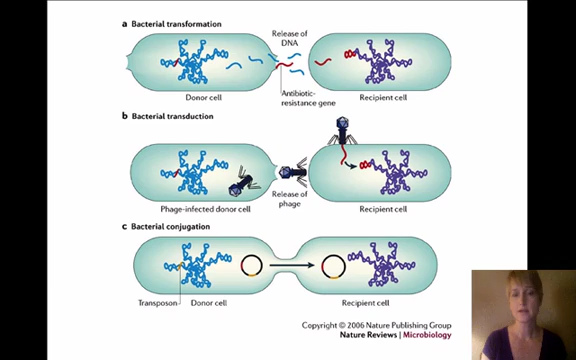 a Bacterial transformation
Release of
DNA
Donor cell
Antibiotic-
resistance gene
Recipient cell
b Bacterial transduction
Phage-infected donor cell
Release of
phage
Recipient cell
c Bacterial conjugation
Transposon
Donor cell
Recipient cell
Copyright © 2006 Nature Publishing Group
Nature Reviews | Microbiology